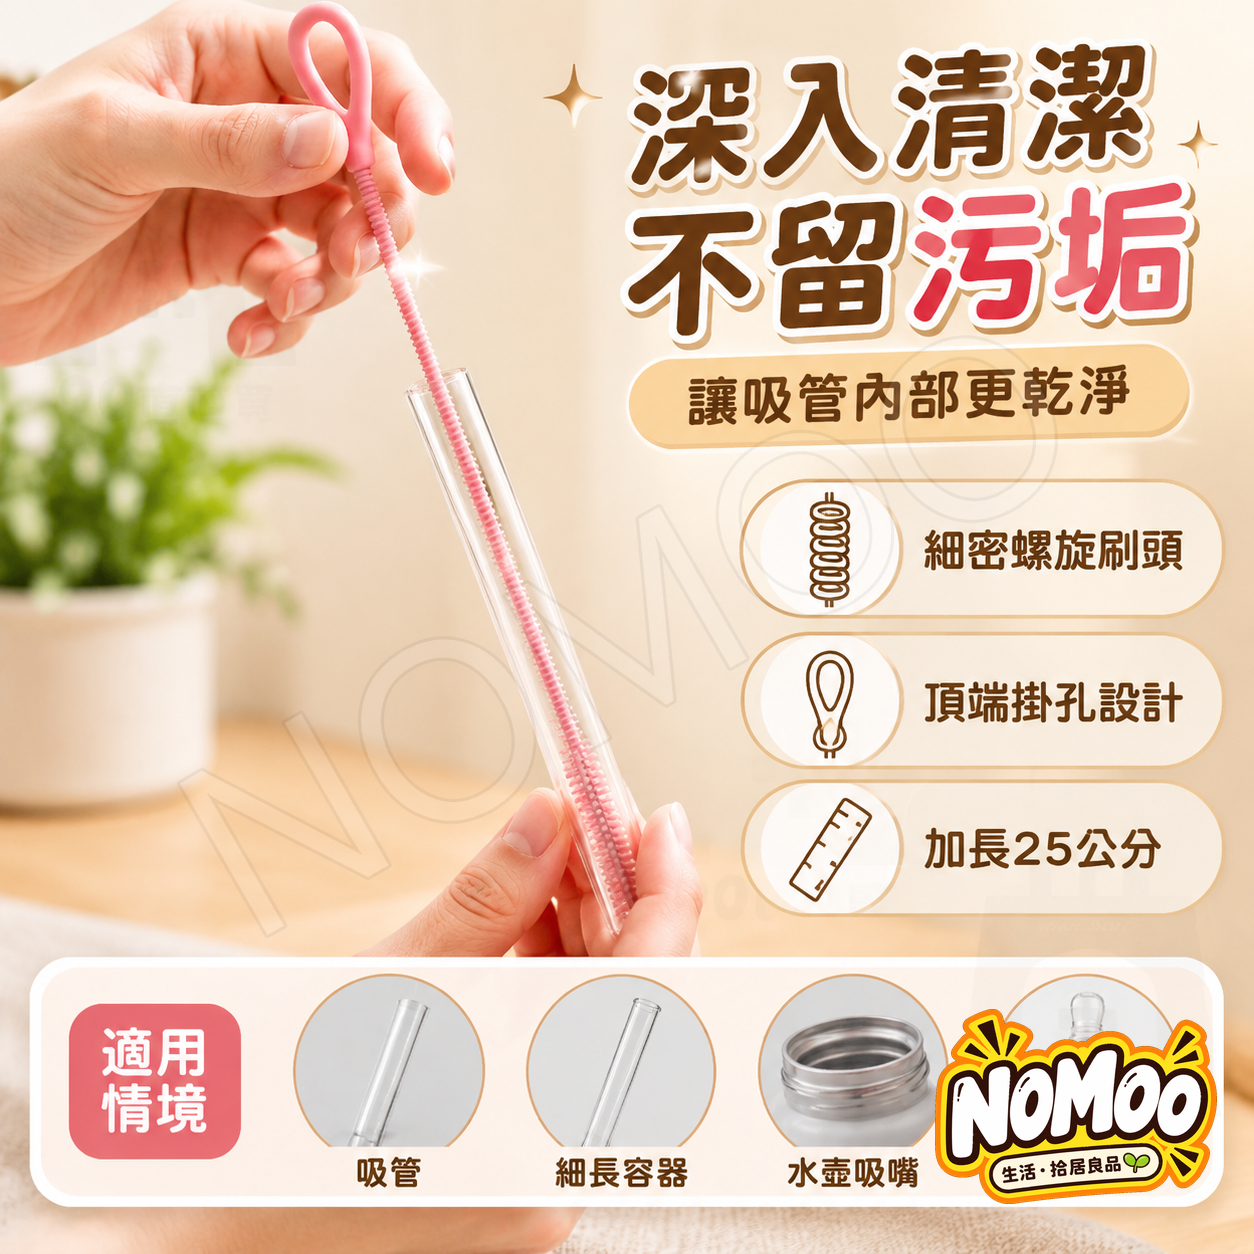 深入清潔
不留污垢
讓吸管內部更乾淨
細密螺旋刷頭
頂端掛孔設計
加長25公分
NOMOO
適用
情境
吸管
細長容器
水壺吸嘴
NOMOO
生活·拾居良品